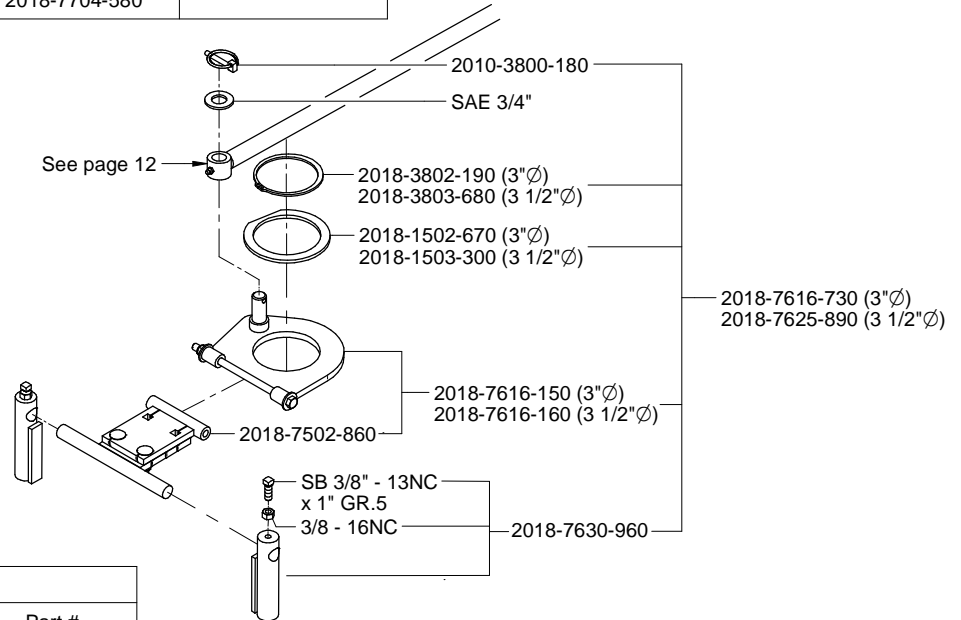 2018-7704-580
2010-3800-180
SAE 3/4"
See page 12
2018-3802-190 (3"Ø)
2018-3803-680 (3 1/2"Ø)
2018-1502-670 (3"Ø)
2018-1503-300 (3 1/2"Ø)
2018-7616-730 (3"Ø)
2018-7625-890 (3 1/2"Ø)
2018-7616-150 (3"Ø)
2018-7616-160 (3 1/2"Ø)
2018-7502-860
SB 3/8" - 13NC
x 1" GR.5
3/8 - 16NC
2018-7630-960
Part #